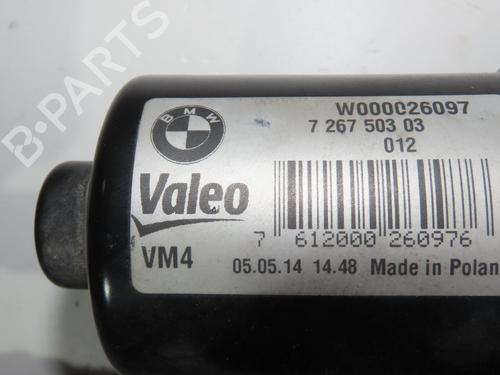 BMW
W000026097
7 267 503 03
012
Valeo
7 612000 260976
VM4 05.05.14 14.48 Made in Polan
B-PARTS